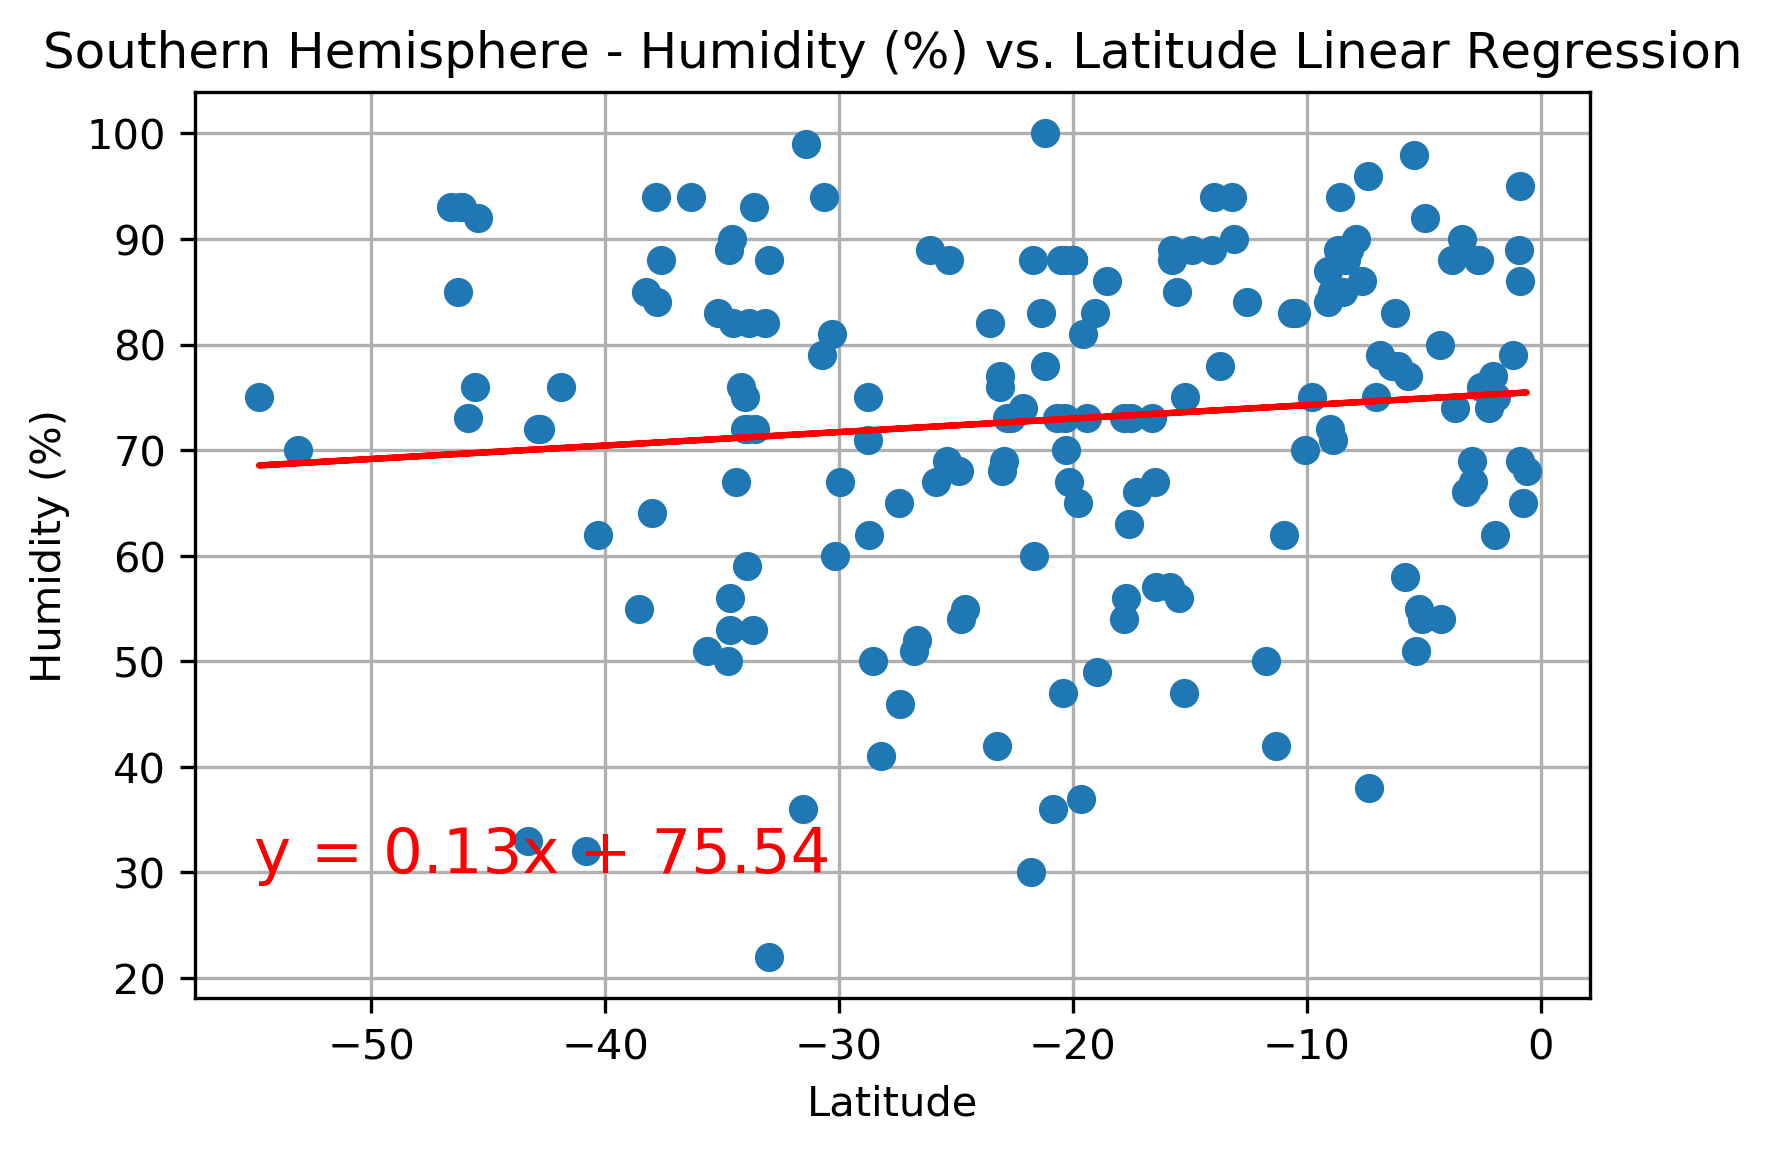 Southern Hemisphere - Humidity (%) vs. Latitude Linear Regression
100
90
80
70
60
50
40
30
20
Humidity (%)
y = 0.13x + 75.54
−50 −40 −30 −20 −10 0
Latitude